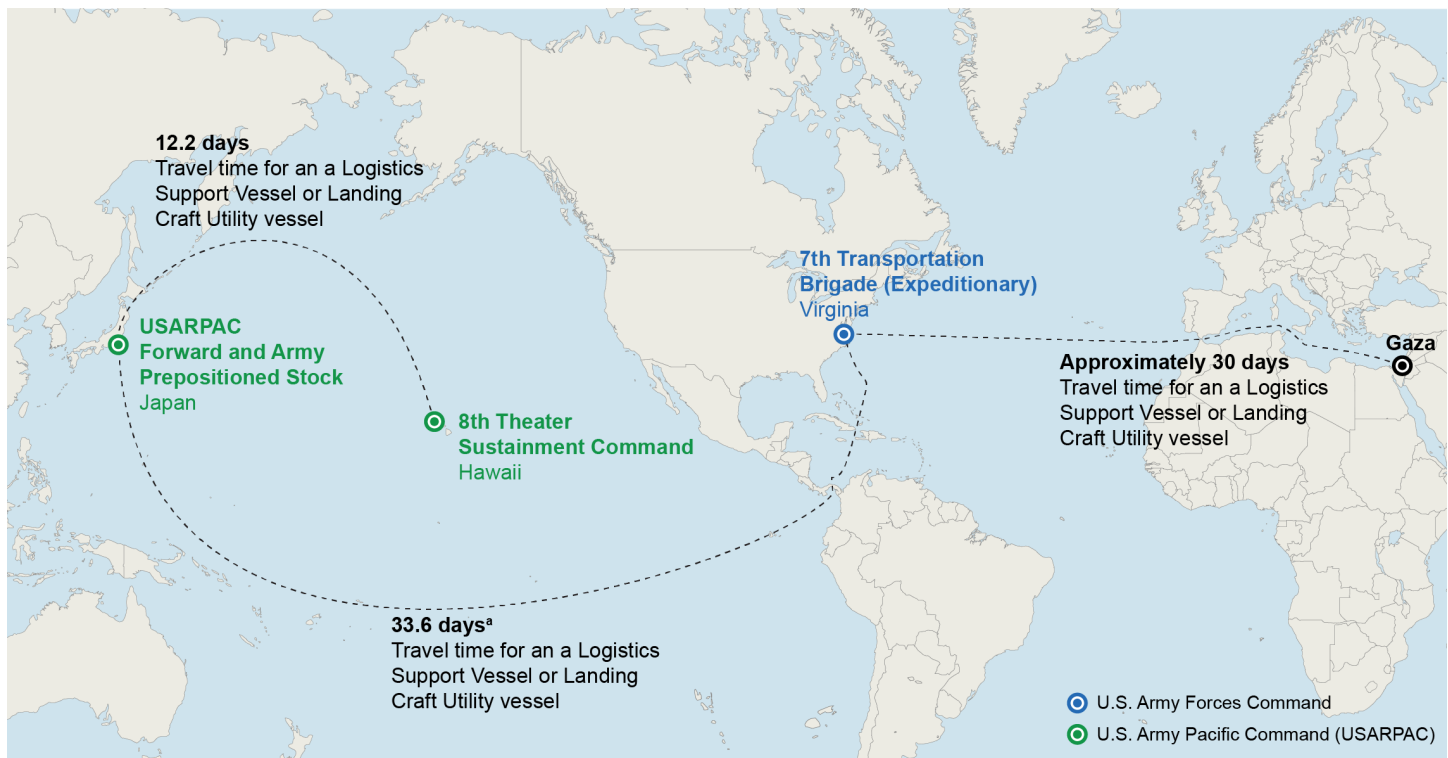 12.2 days
Travel time for an a Logistics
Support Vessel or Landing
Craft Utility vessel
7th Transportation
Brigade (Expeditionary)
Virginia
USARPAC
Forward and Army
Prepositioned Stock
Japan
Gaza
Approximately 30 days
Travel time for an a Logistics
Support Vessel or Landing
Craft Utility vessel
8th Theater
Sustainment Command
Hawaii
33.6 daysª
Travel time for an a Logistics
Support Vessel or Landing
Craft Utility vessel
U.S. Army Forces Command
U.S. Army Pacific Command (USARPAC)